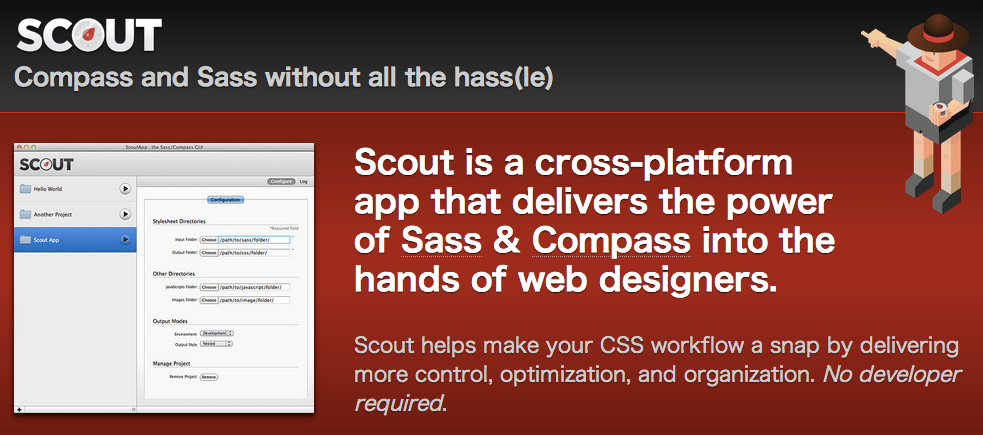 SCOUT
Compass and Sass without all the hass(le)
ScoutApp : the Sass/Compass GUI
SCOUT
Hello World
Another Project
Scout App
Configure Log
Configuration
Stylesheet Directories
*Required field
Input Folder: Choose /path/to/sass/folder/ *
Output Folder: Choose /path/to/css/folder/ *
Other Directories
JavaScripts Folder: Choose /path/to/javascript/folder/
Images Folder: Choose /path/to/image/folder/
Output Modes
Environment: Development
Output Style: Nested
Manage Project
Remove Project: Remove
Scout is a cross-platform
app that delivers the power
of Sass & Compass into the
hands of web designers.
Scout helps make your CSS workflow a snap by delivering
more control, optimization, and organization. No developer
required.